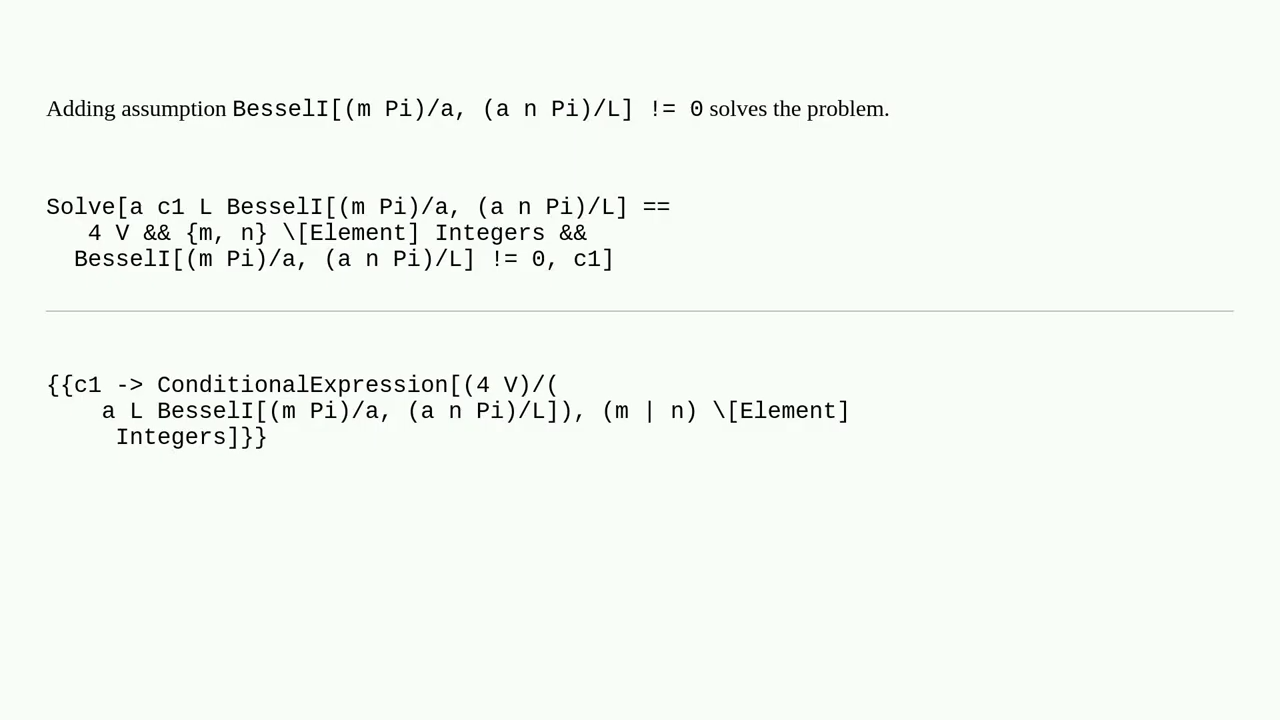 Adding assumption BesselI[(m Pi)/a, (a n Pi)/L] != 0 solves the problem.
Solve[a c1 L BesselI[(m Pi)/a, (a n Pi)/L] ==
   4 V && {m, n} \[Element] Integers &&
  BesselI[(m Pi)/a, (a n Pi)/L] != 0, c1]
{{c1 -> ConditionalExpression[(4 V)/(
    a L BesselI[(m Pi)/a, (a n Pi)/L]), (m | n) \[Element]
     Integers]}}